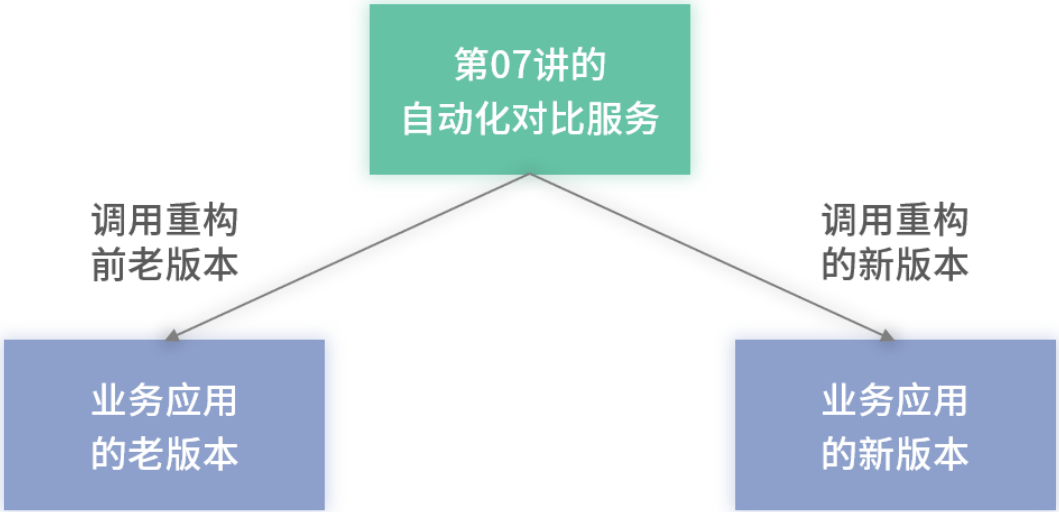 第07讲的
自动化对比服务
调用重构
前老版本
调用重构
的新版本
业务应用
的老版本
业务应用
的新版本